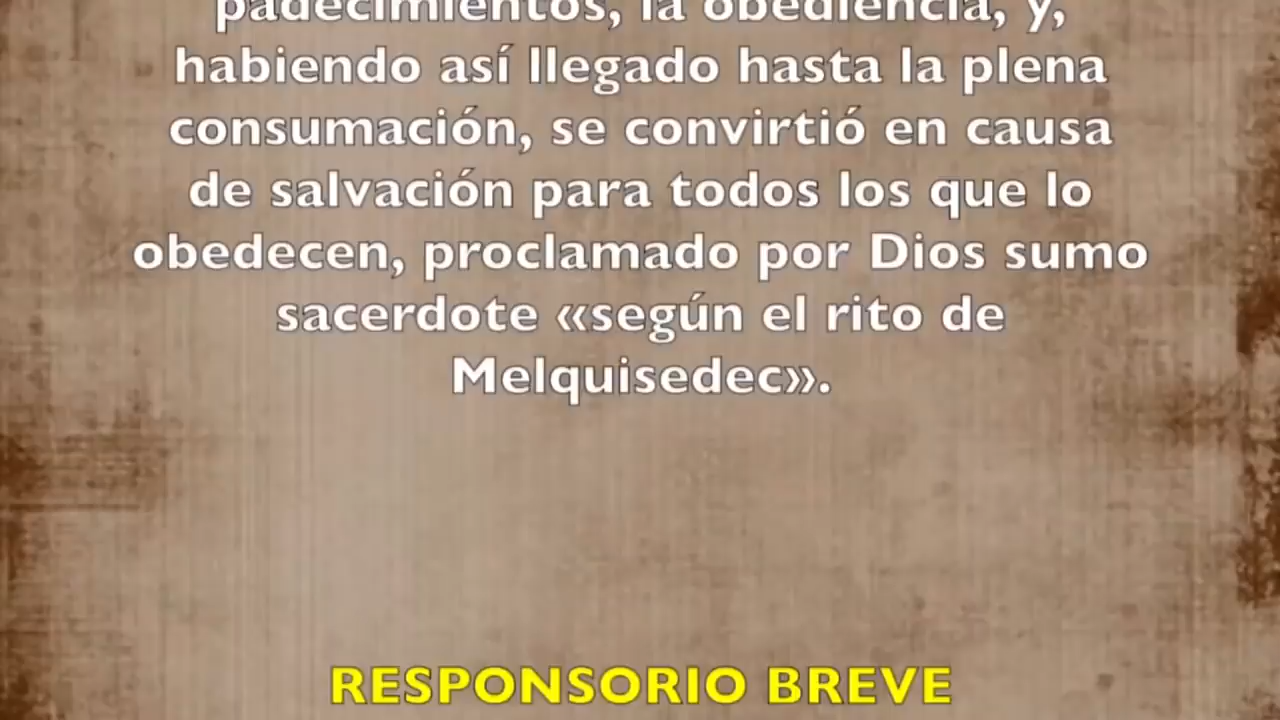 padecimientos, la obediencia, y,
habiendo así llegado hasta la plena
consumación, se convirtió en causa
de salvación para todos los que lo
obedecen, proclamado por Dios sumo
sacerdote «según el rito de
Melquisedec».
RESPONSORIO BREVE